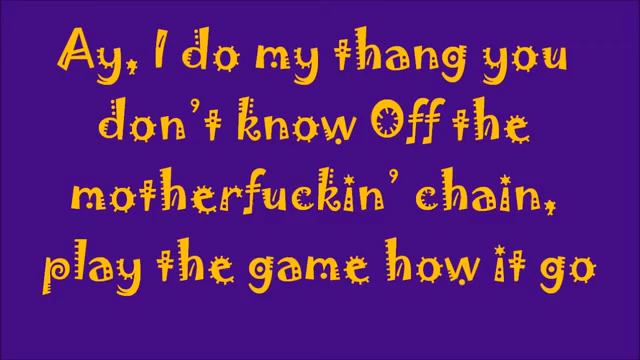 Ay, I do my thang you
don't know Off the
motherfuckin' chain,
play the game how it go